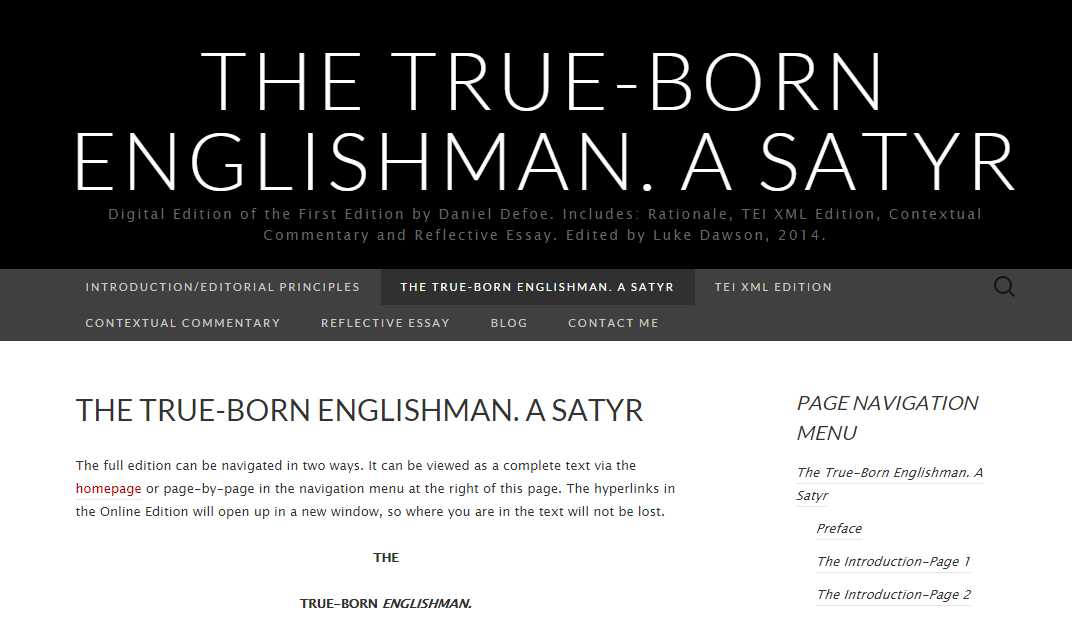 THE TRUE-BORN
ENGLISHMAN. A SATYR
Digital Edition of the First Edition by Daniel Defoe. Includes: Rationale, TEI XML Edition, Contextual
Commentary and Reflective Essay. Edited by Luke Dawson, 2014.
INTRODUCTION/EDITORIAL PRINCIPLES THE TRUE-BORN ENGLISHMAN. A SATYR TEI XML EDITION
CONTEXTUAL COMMENTARY REFLECTIVE ESSAY BLOG CONTACT ME
THE TRUE-BORN ENGLISHMAN. A SATYR
The full edition can be navigated in two ways. It can be viewed as a complete text via the
homepage or page-by-page in the navigation menu at the right of this page. The hyperlinks in
the Online Edition will open up in a new window, so where you are in the text will not be lost.
THE
TRUE-BORN ENGLISHMAN.
PAGE NAVIGATION
MENU
The True-Born Englishman. A
Satyr
Preface
The Introduction-Page 1
The Introduction-Page 2